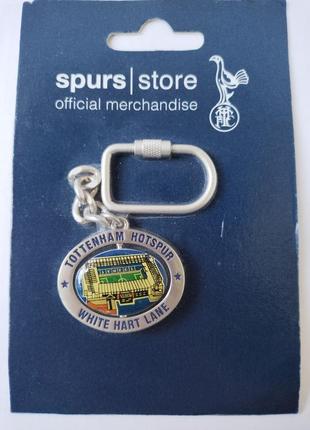 spurs|store
official merchandise
TOTTENHAM HOTSPUR
WHITE HART LANE